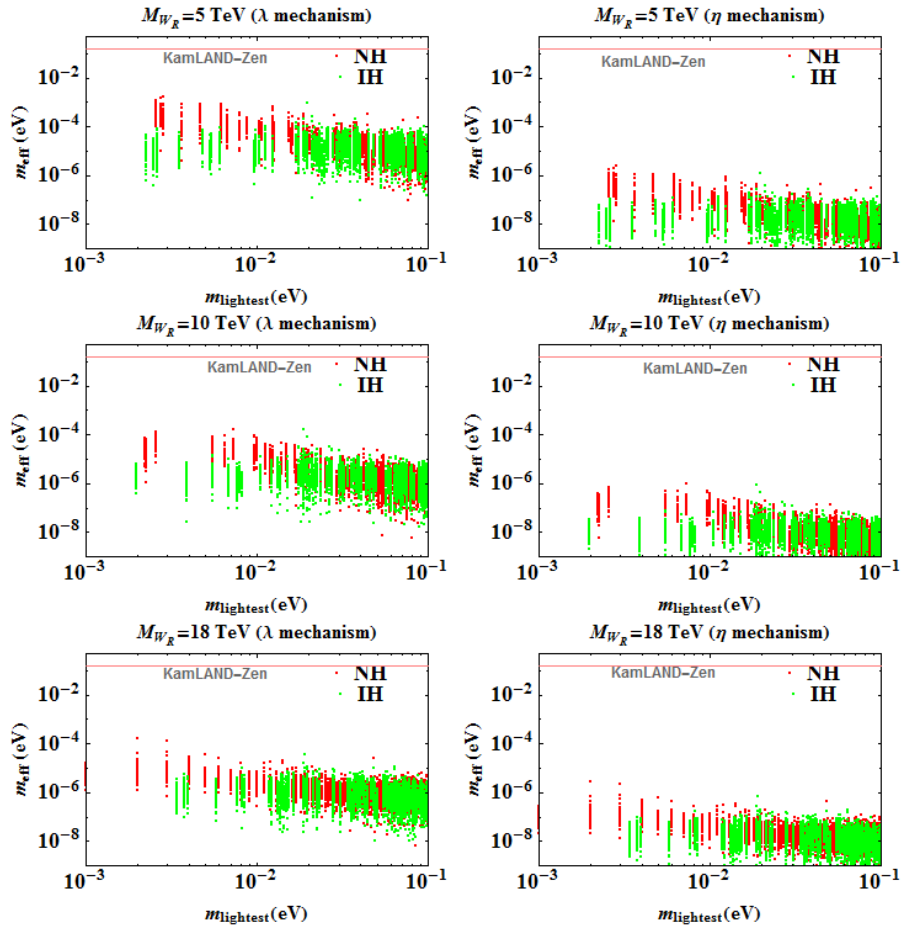 M_{W_R}=5 TeV (λ mechanism)
m_eff (eV)
10^{-2}
10^{-4}
10^{-6}
10^{-8}
KamLAND-Zen
NH
IH
10^{-3} 10^{-2} 10^{-1}
m_lightest(eV)
M_{W_R}=5 TeV (η mechanism)
m_eff (eV)
10^{-2}
10^{-4}
10^{-6}
10^{-8}
KamLAND-Zen
NH
IH
10^{-3} 10^{-2} 10^{-1}
m_lightest(eV)
M_{W_R}=10 TeV (λ mechanism)
m_eff (eV)
10^{-2}
10^{-4}
10^{-6}
10^{-8}
KamLAND-Zen
NH
IH
10^{-3} 10^{-2} 10^{-1}
m_lightest(eV)
M_{W_R}=10 TeV (η mechanism)
m_eff (eV)
10^{-2}
10^{-4}
10^{-6}
10^{-8}
KamLAND-Zen
NH
IH
10^{-3} 10^{-2} 10^{-1}
m_lightest(eV)
M_{W_R}=18 TeV (λ mechanism)
m_eff (eV)
10^{-2}
10^{-4}
10^{-6}
10^{-8}
KamLAND-Zen
NH
IH
10^{-3} 10^{-2} 10^{-1}
m_lightest(eV)
M_{W_R}=18 TeV (η mechanism)
m_eff (eV)
10^{-2}
10^{-4}
10^{-6}
10^{-8}
KamLAND-Zen
NH
IH
10^{-3} 10^{-2} 10^{-1}
m_lightest(eV)